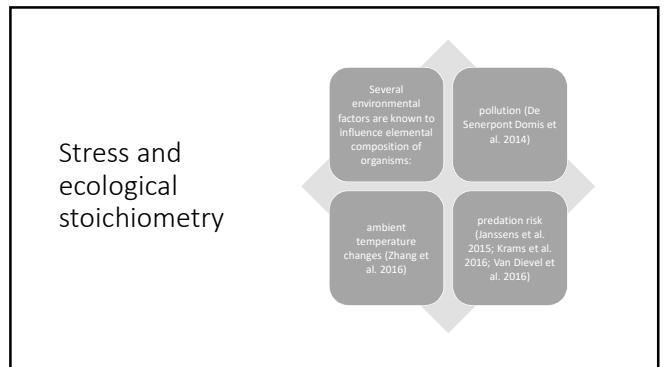 Stress and
ecological
stoichiometry
Several
environmental
factors are known to
influence elemental
composition of
organisms:
pollution (De
Senerpont Domis et
al. 2014)
ambient
temperature
changes (Zhang et
al. 2016)
predation risk
(Janssens et al.
2015; Krams et al.
2016; Van Dievel et
al. 2016)